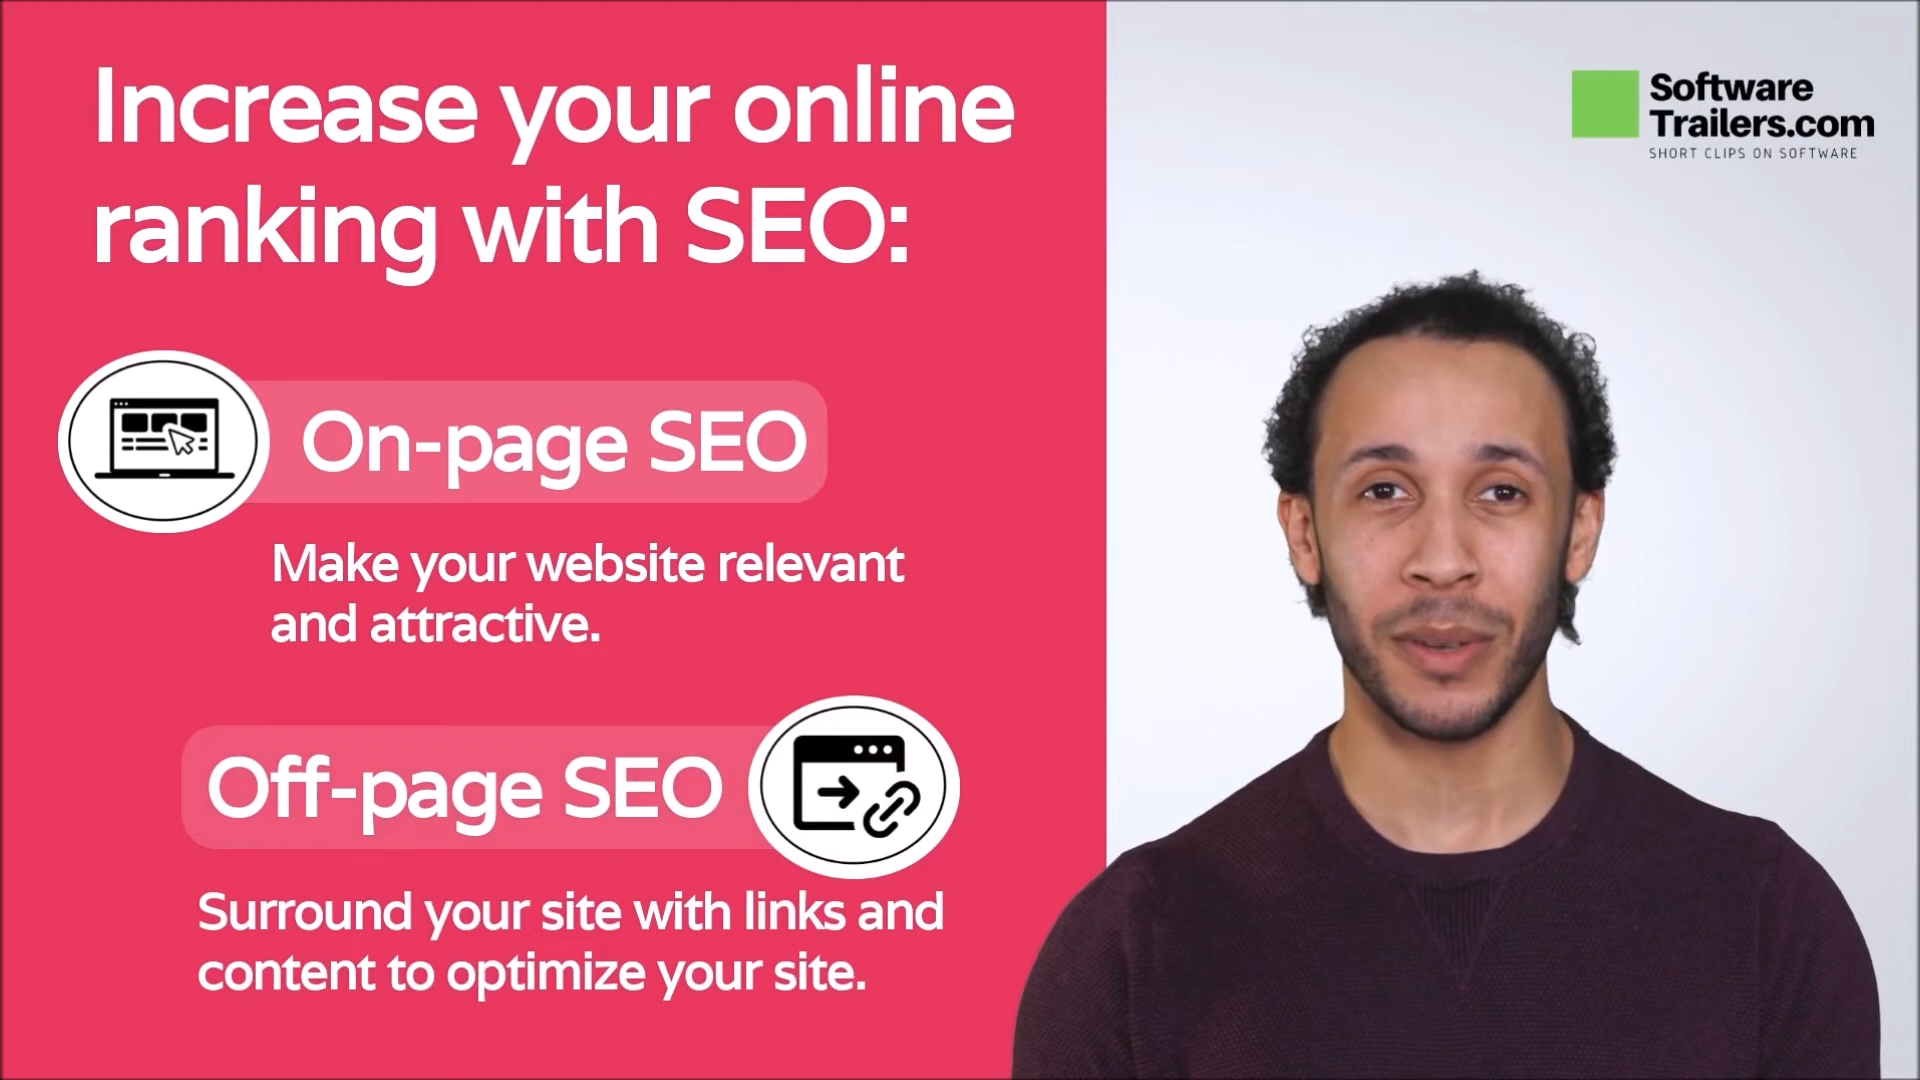 Increase your online
ranking with SEO:
On-page SEO
Make your website relevant
and attractive.
Off-page SEO
Surround your site with links and
content to optimize your site.
Software
Trailers.com
SHORT CLIPS ON SOFTWARE